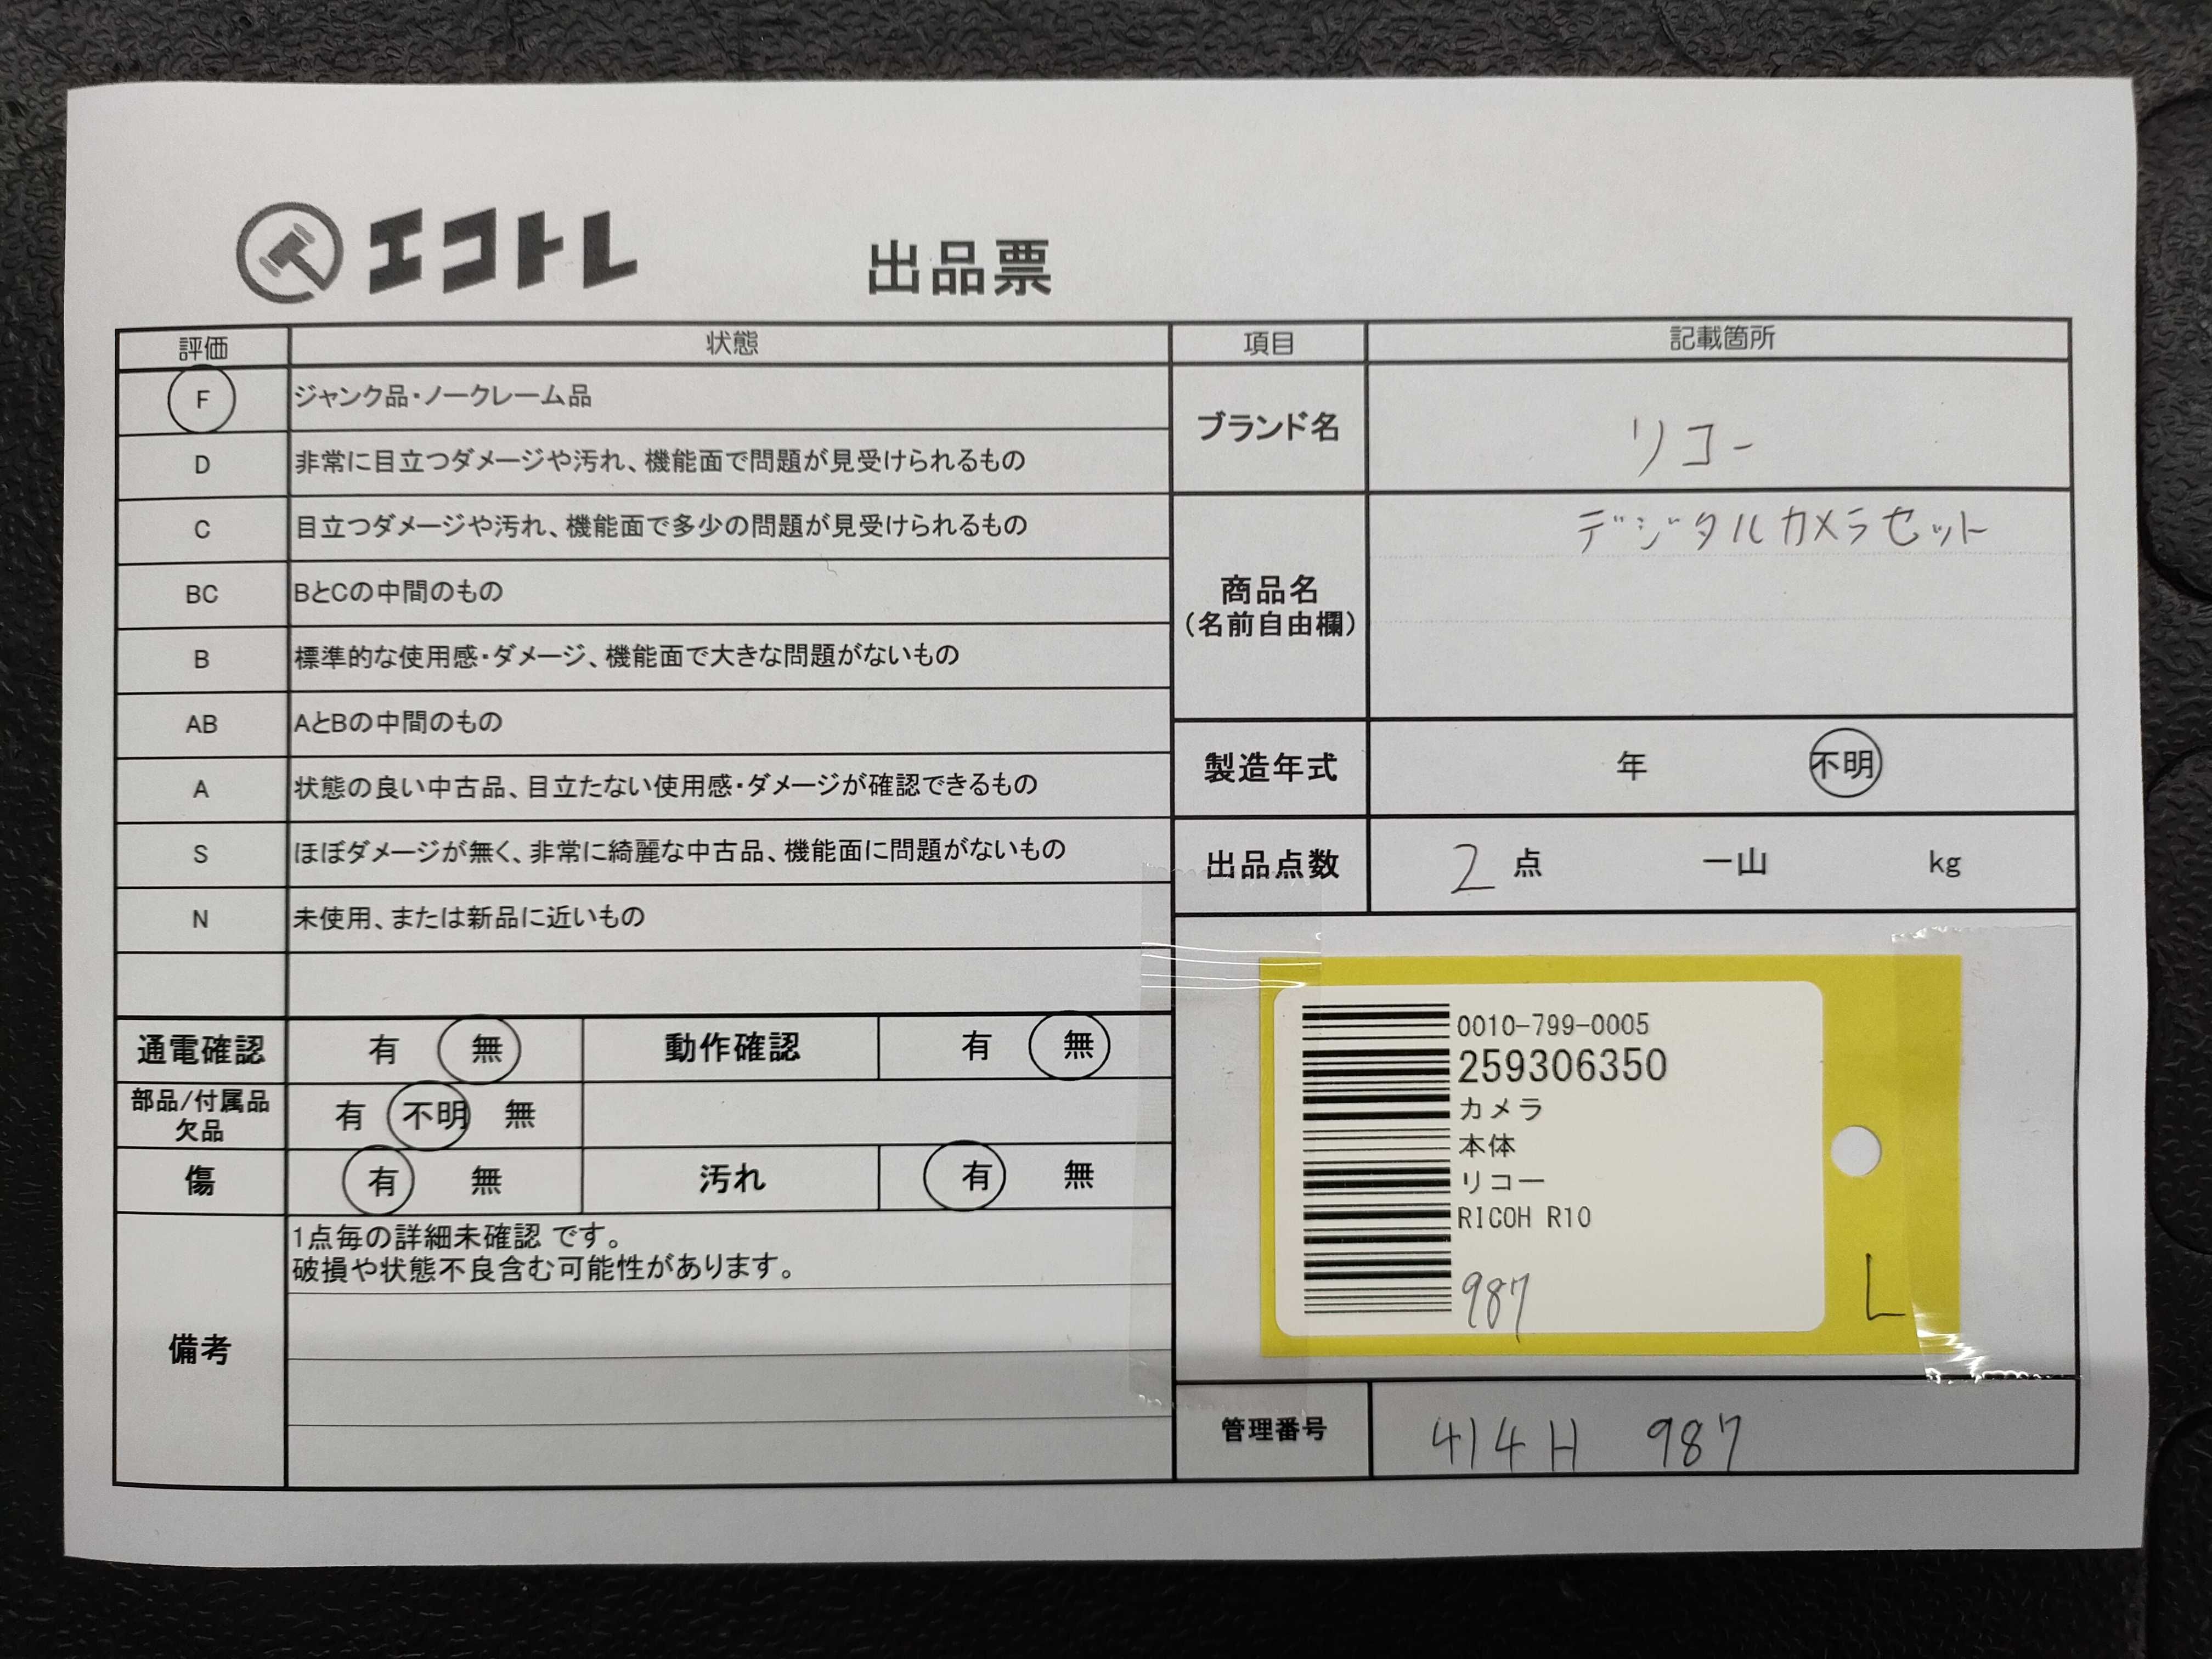 エコトレ
出品票
評価 状態
F ジャンク品・ノークレーム品
D 非常に目立つダメージや汚れ、機能面で問題が見受けられるもの
C 目立つダメージや汚れ、機能面で多少の問題が見受けられるもの
BC BとCの中間のもの
B 標準的な使用感・ダメージ、機能面で大きな問題がないもの
AB AとBの中間のもの
A 状態の良い中古品、目立たない使用感・ダメージが確認できるもの
S ほぼダメージが無く、非常に綺麗な中古品、機能面に問題がないもの
N 未使用、または新品に近いもの
通電確認 有 無 動作確認 有 無
部品/付属品
欠品
有 不明 無
傷 有 無 汚れ 有 無
備考
1点毎の詳細未確認 です。
破損や状態不良含む可能性があります。
項目 記載箇所
ブランド名 リコー
商品名
(名前自由欄)
デジタルカメラセット
製造年式 年 不明
出品点数 2 点 一山 kg
0010-799-0005
259306350
カメラ
本体
リコー
RICOH R10
987
L
管理番号 414H 987